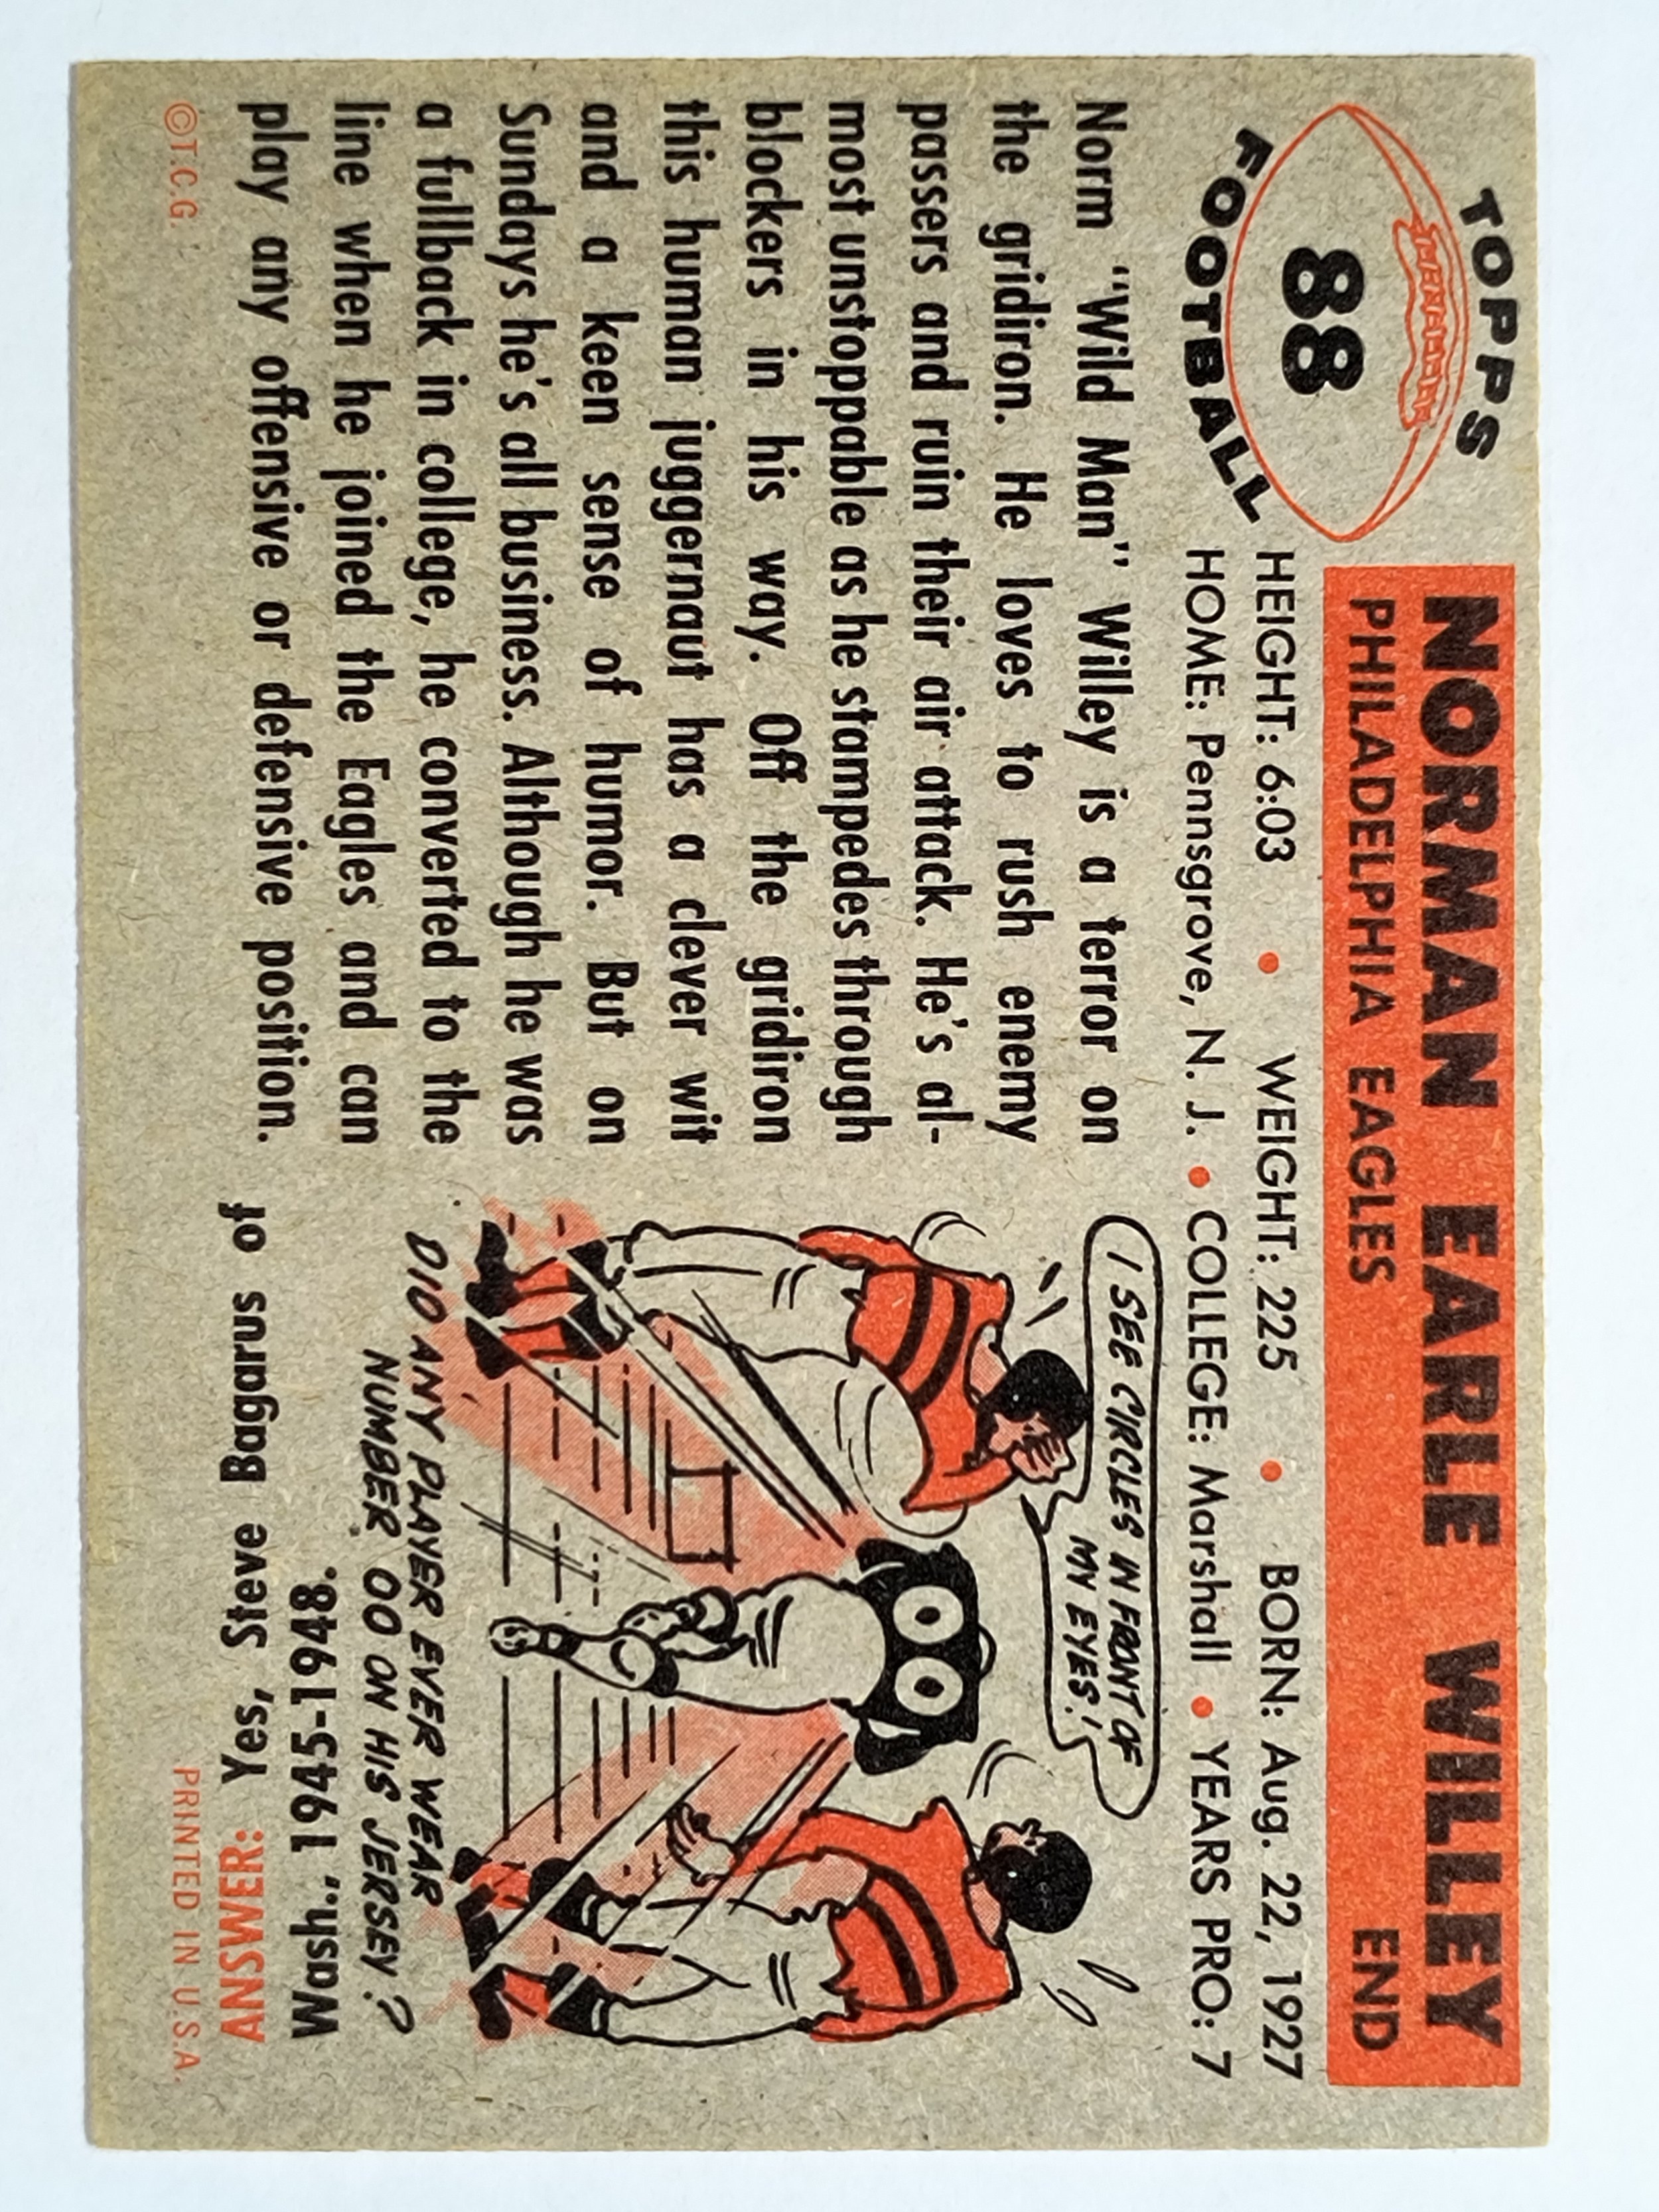 TOPPS
88
FOOTBALL
NORMAN EARLE WILLEY
PHILADELPHIA EAGLES END
HEIGHT: 6:03 • WEIGHT: 225 • BORN: Aug. 22, 1927
HOME: Pennsgrove, N. J. • COLLEGE: Marshall • YEARS PRO: 7
Norm "Wild Man" Willey is a terror on
the gridiron. He loves to rush enemy
passers and ruin their air attack. He's al-
most unstoppable as he stampedes through
blockers in his way. Off the gridiron
this human juggernaut has a clever wit
and a keen sense of humor. But on
Sundays he's all business. Although he was
a fullback in college, he converted to the
line when he joined the Eagles and can
play any offensive or defensive position.
I SEE CIRCLES IN FRONT OF
MY EYES!
00
DID ANY PLAYER EVER WEAR
NUMBER 00 ON HIS JERSEY?
ANSWER: Yes, Steve Bagarus of
Wash., 1945-1948.
©T.C.G.
PRINTED IN U.S.A.